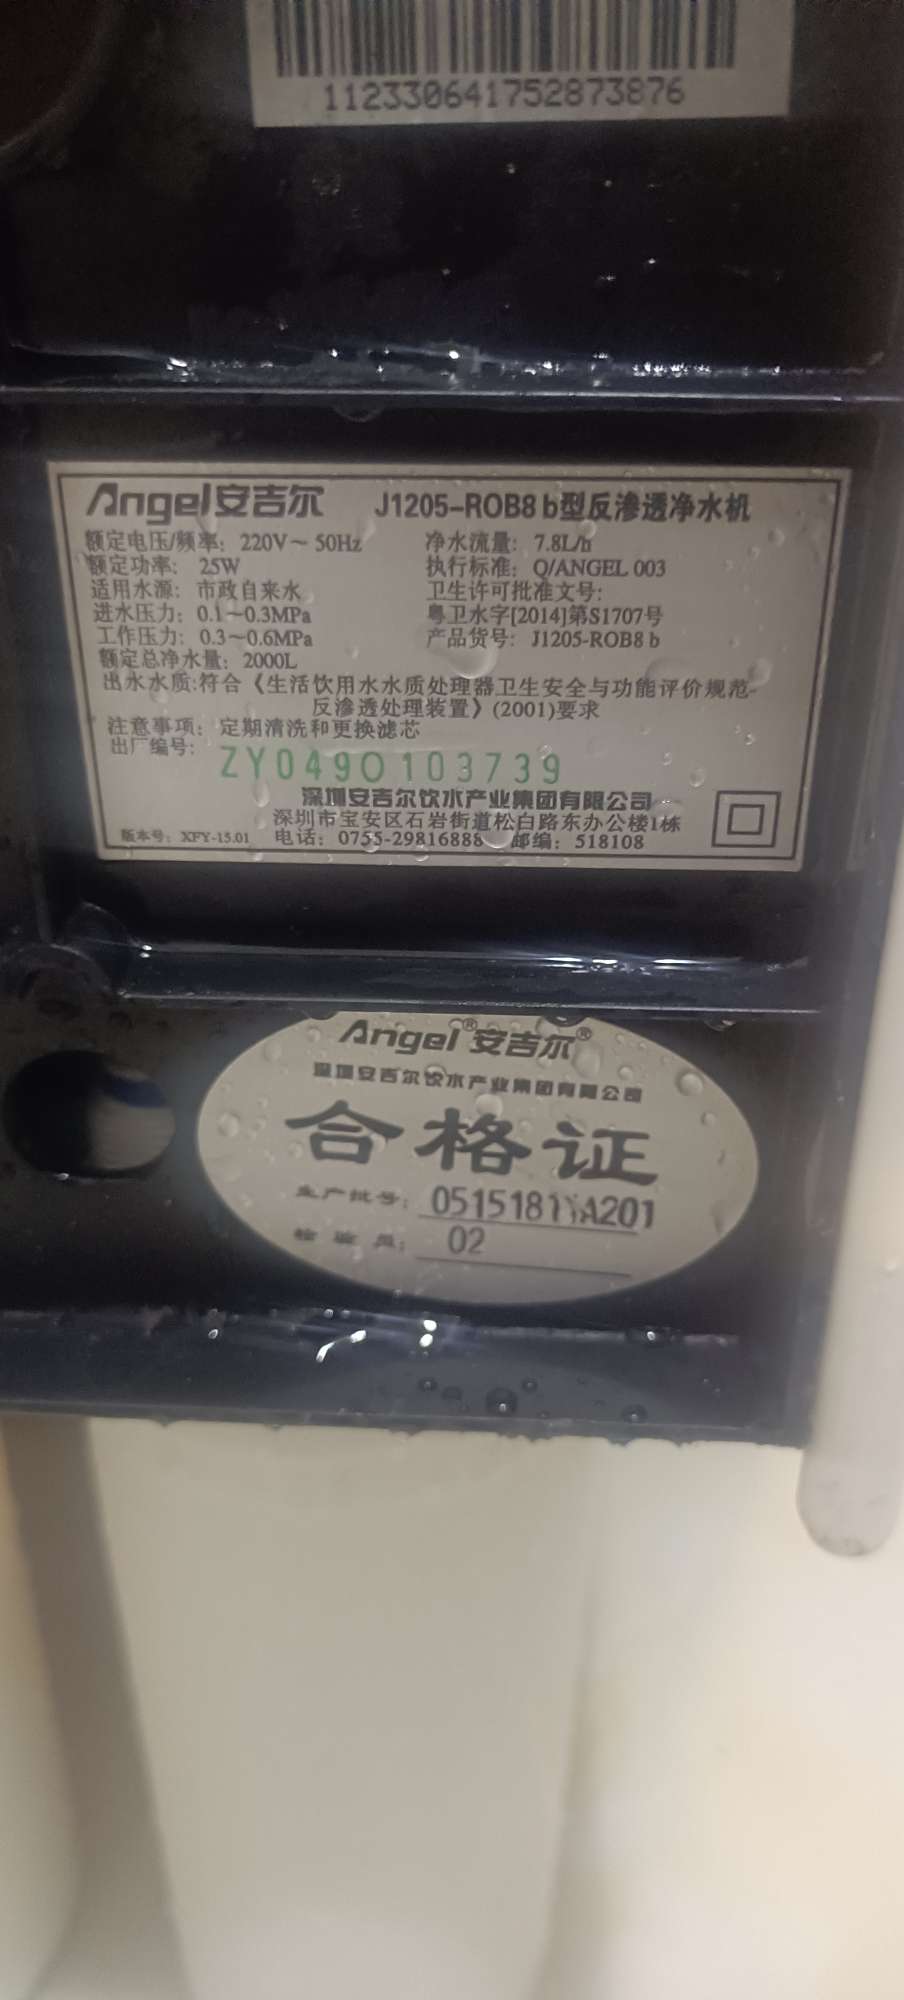 112330641752873876
Angel安吉尔 J1205-ROB8 b型反渗透净水机
额定电压/频率: 220V～50Hz 净水流量: 7.8L/h
额定功率: 25W 执行标准: Q/ANGEL 003
适用水源: 市政自来水 卫生许可批准文号:
进水压力: 0.1～0.3MPa 粤卫水字[2014]第S1707号
工作压力: 0.3～0.6MPa 产品货号: J1205-ROB8 b
额定总净水量: 2000L
出水水质:符合《生活饮用水水质处理器卫生安全与功能评价规范-
反渗透处理装置》(2001)要求
注意事项: 定期清洗和更换滤芯
出厂编号: ZY0490103739
深圳安吉尔饮水产业集团有限公司
深圳市宝安区石岩街道松白路东办公楼1栋
版本号: XFY-15.01 电话: 0755-29816888 邮编: 518108
Angel®安吉尔®
深圳安吉尔饮水产业集团有限公司
合格证
生产批号:
检验员: 02